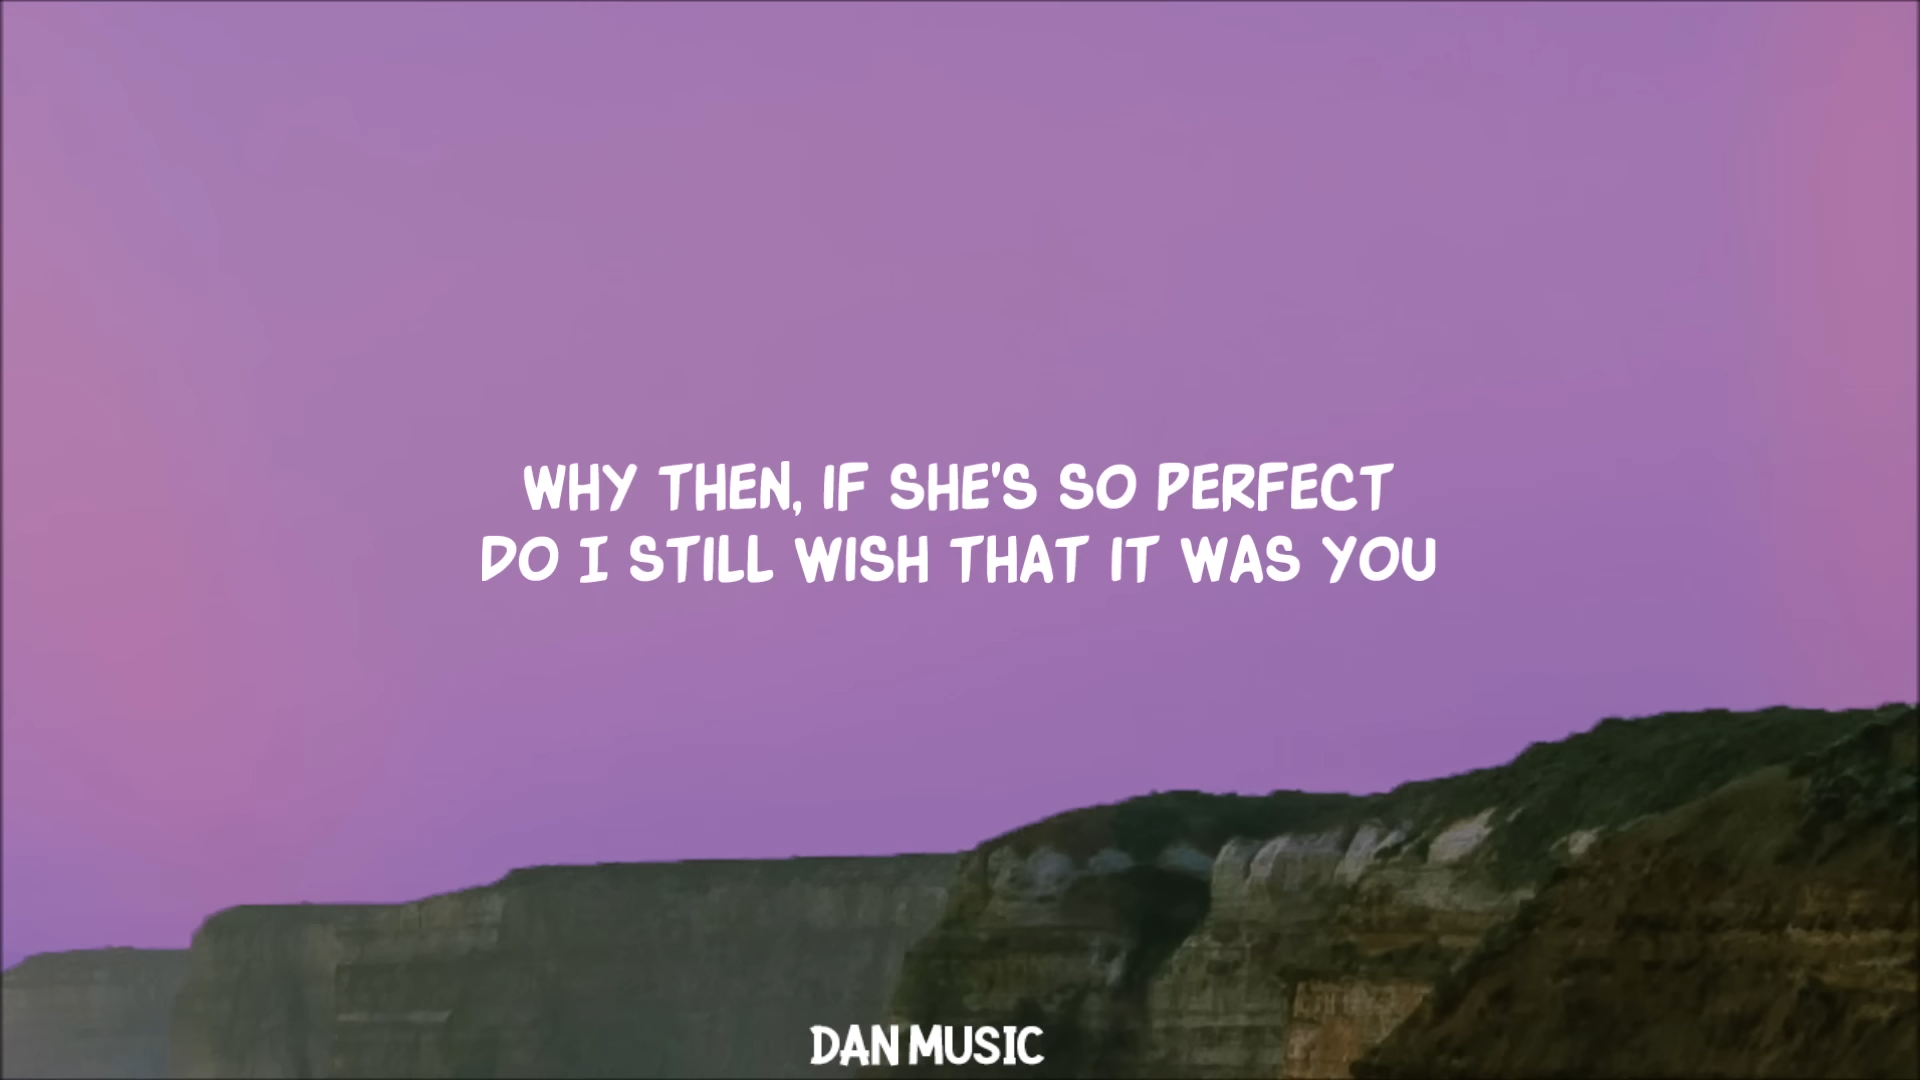 WHY THEN, IF SHE'S SO PERFECT
DO I STILL WISH THAT IT WAS YOU
DAN MUSIC